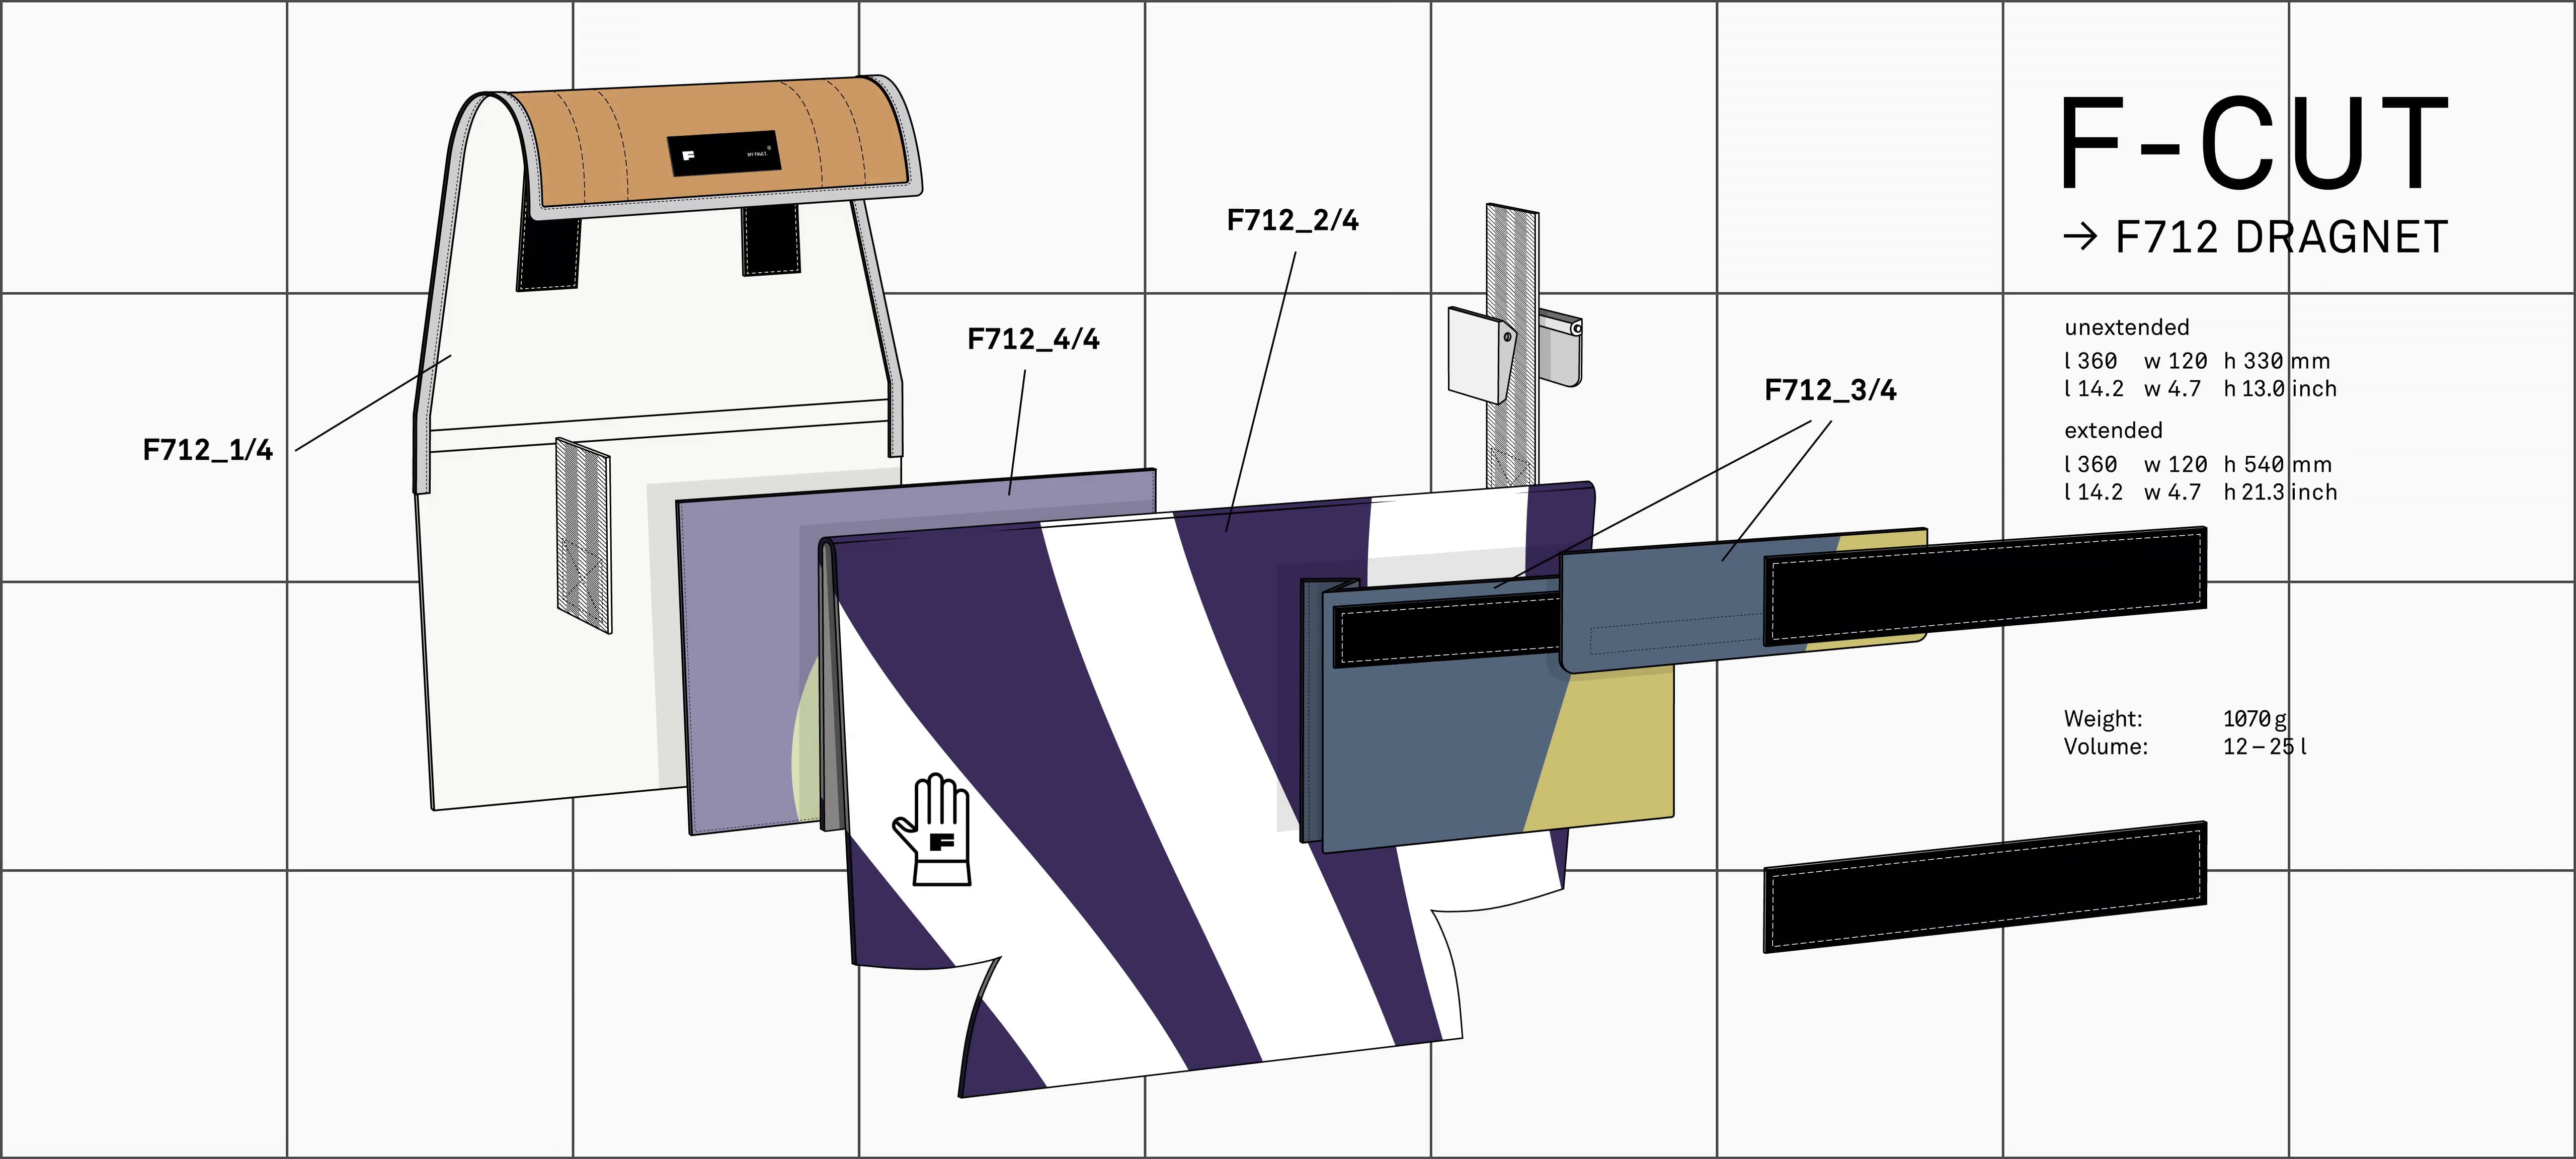 F-CUT
→ F712 DRAGNET
unextended
l 360 w 120 h 330 mm
l 14.2 w 4.7 h 13.0 inch
extended
l 360 w 120 h 540 mm
l 14.2 w 4.7 h 21.3 inch
Weight: 1070 g
Volume: 12 – 25 l
F712_1/4
F712_4/4
F712_2/4
F712_3/4
F MY FAULT.®
F